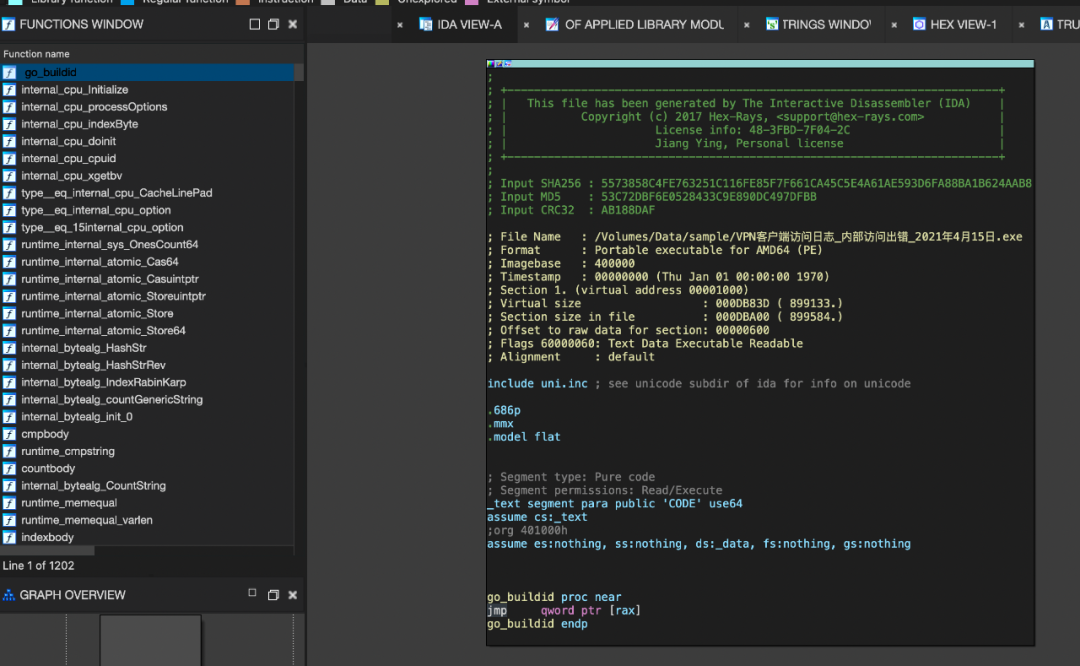 Library function Regular function Instruction Data Unexplored External symbol
FUNCTIONS WINDOW
IDA VIEW-A
OF APPLIED LIBRARY MODU
TRINGS WINDOW
HEX VIEW-1
TRU
Function name
go_buildid
internal_cpu_Initialize
internal_cpu_processOptions
internal_cpu_indexByte
internal_cpu_doinit
internal_cpu_cpuid
internal_cpu_xgetbv
type__eq_internal_cpu_CacheLinePad
type__eq_internal_cpu_option
type__eq_15internal_cpu_option
runtime_internal_sys_OnesCount64
runtime_internal_atomic_Cas64
runtime_internal_atomic_Casuintptr
runtime_internal_atomic_Storeuintptr
runtime_internal_atomic_Store
runtime_internal_atomic_Store64
internal_bytealg_HashStr
internal_bytealg_HashStrRev
internal_bytealg_IndexRabinKarp
internal_bytealg_countGenericString
internal_bytealg_init_0
cmpbody
runtime_cmpstring
countbody
internal_bytealg_CountString
runtime_memequal
runtime_memequal_varlen
indexbody
Line 1 of 1202
GRAPH OVERVIEW
;
; +-------------------------------------------------------------------------+
; | This file has been generated by The Interactive Disassembler (IDA) |
; | Copyright (c) 2017 Hex-Rays, <support@hex-rays.com> |
; | License info: 48-3FBD-7F04-2C |
; | Jiang Ying, Personal license |
; +-------------------------------------------------------------------------+
;
; Input SHA256 : 5573858C4FE763251C116FE85F7F661CA45C5E4A61AE593D6FA88BA1B624AAB8
; Input MD5 : 53C72DBF6E0528433C9E890DC497DFBB
; Input CRC32 : AB188DAF
; File Name : /Volumes/Data/sample/VPN客户端访问日志_内部访问出错_2021年4月15日.exe
; Format : Portable executable for AMD64 (PE)
; Imagebase : 400000
; Timestamp : 00000000 (Thu Jan 01 00:00:00 1970)
; Section 1. (virtual address 00001000)
; Virtual size : 000DB83D ( 899133.)
; Section size in file : 000DBA00 ( 899584.)
; Offset to raw data for section: 00000600
; Flags 60000060: Text Data Executable Readable
; Alignment : default
include uni.inc ; see unicode subdir of ida for info on unicode
.686p
.mmx
.model flat
; Segment type: Pure code
; Segment permissions: Read/Execute
_text segment para public 'CODE' use64
assume cs:_text
;org 401000h
assume es:nothing, ss:nothing, ds:_data, fs:nothing, gs:nothing
go_buildid proc near
jmp qword ptr [rax]
go_buildid endp